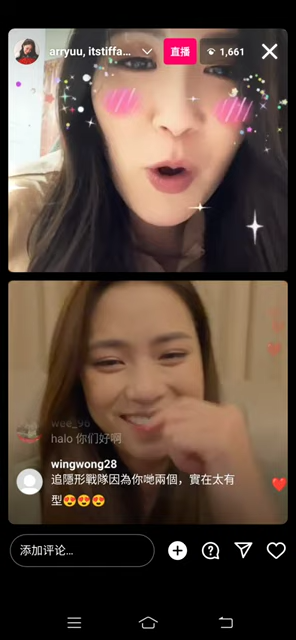 arryuu, itstiffa...
直播
1,661
wee_98
halo 你们好啊
wingwong28
追隱形戰隊因為你哋兩個，實在太有
型😍😍😍
添加评论...